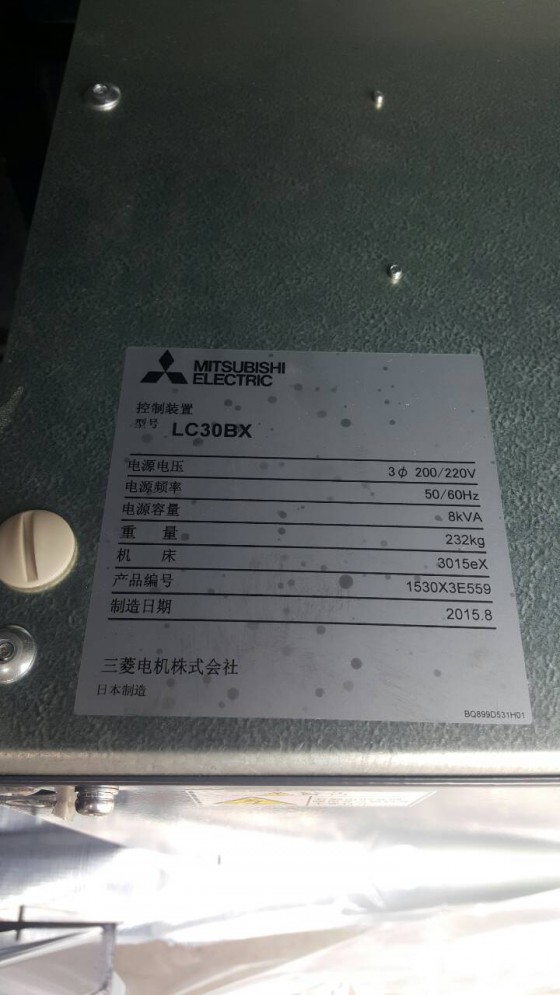 MITSUBISHI
ELECTRIC
控制装置
型号 LC30BX
电源电压 3φ 200/220V
电源频率 50/60Hz
电源容量 8kVA
重 量 232kg
机 床 3015eX
产品编号 1530X3E559
制造日期 2015.8
三菱电机株式会社
日本制造
BQ899D531H01